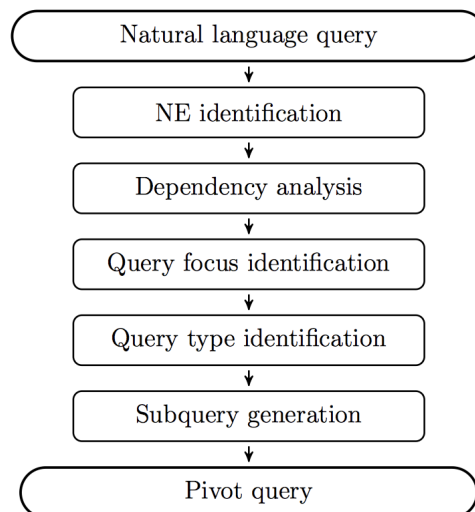 Natural language query
NE identification
Dependency analysis
Query focus identification
Query type identification
Subquery generation
Pivot query